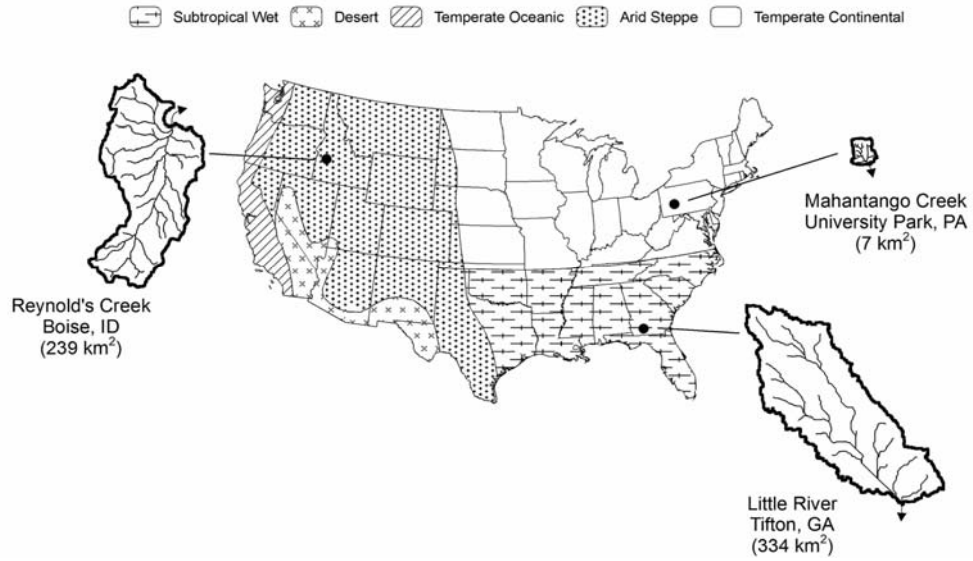 Subtropical Wet Desert Temperate Oceanic Arid Steppe Temperate Continental
Reynold's Creek
Boise, ID
(239 km²)
Mahantango Creek
University Park, PA
(7 km²)
Little River
Tifton, GA
(334 km²)